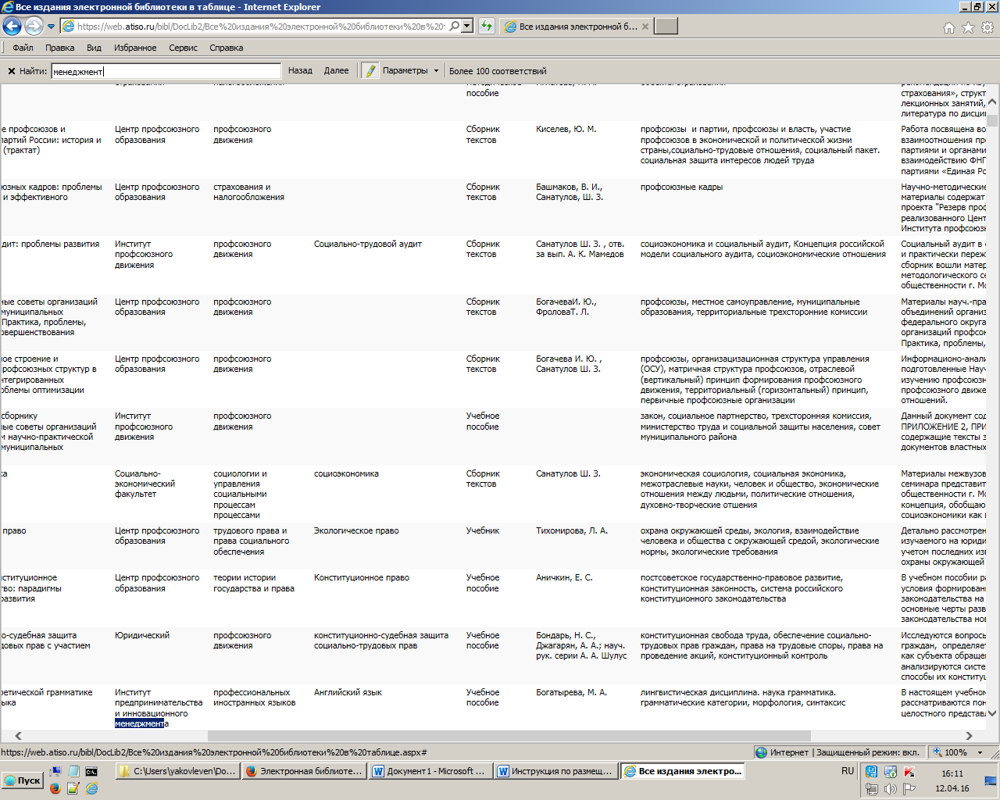 Все издания электронной библиотеки в таблице - Internet Explorer
https://web.atiso.ru/bibl/DocLib2/Все%20издания%20электронной%20библиотеки%20в%20т
Все издания электронной б...
Файл Правка Вид Избранное Сервис Справка
Найти: менеджмент Назад Далее Параметры Более 100 соответствий
пособие
страхования», структ
лекционных занятий,
литература по дисци
е профсоюзов и
артий России: история и
(трактат)
Центр профсоюзного
образования
профсоюзного
движения
Сборник
текстов
Киселев, Ю. М.
профсоюзы и партии, профсоюзы и власть, участие
профсоюзов в экономической и политической жизни
страны,социально-трудовые отношения, социальный пакет.
социальная защита интересов людей труда
Работа посвящена во
взаимоотношения пр
партиями и органами
взаимодействию ФНГ
партиями «Единая Ро
юзных кадров: проблемы
и эффективного
Центр профсоюзного
образования
страхования и
налогообложения
Сборник
текстов
Башмаков, В. И.,
Санатулов, Ш. З.
профсоюзные кадры
Научно-методические
материалы содержат
проекта "Резерв проф
реализованного Цент
Института профсоюзн
дит: проблемы развития
Институт
профсоюзного
движения
профсоюзного
движения
Социально-трудовой аудит
Сборник
текстов
Санатулов Ш. З. , отв.
за вып. А. К. Мамедов
социоэкономика и социальный аудит, Концепция российской
модели социального аудита, социоэкономические отношения
Социальный аудит в с
и практически переж
сборник вошли матер
методологического се
общественности г. Мо
ные советы организаций
муниципальных
Практика, проблемы,
овершенствования
Центр профсоюзного
образования
профсоюзного
движения
Сборник
текстов
БогачеваИ. Ю.,
ФроловаТ. Л.
профсоюзы, местное самоуправление, муниципальные
образования, территориальные трехсторонние комиссии
Материалы науч.-пра
объединений организ
федерального округа
организаций профсою
Практика, проблемы,
ное строение и
рофсоюзных структур в
нтегрированных
облемы оптимизации
Центр профсоюзного
образования
профсоюзного
движения
Сборник
текстов
Богачева И. Ю. ,
Санатулов Ш. З.
профсоюзы, организацизационная структура управления
(ОСУ), матричная структура профсоюзов, отраслевой
(вертикальный) принцип формирования профсоюзного
движения, территориальный (горизонтальный) принцип,
первичные профсоюзные организации
Информационо-анали
подготовленные Науч
изучению профсоюзн
профсоюзного движе
отношений.
сборнику
ные советы организаций
м научно-практической
муниципальных
Институт
профсоюзного
движения
профсоюзного
движения
Учебное
пособие
закон, социальное партнерство, трехсторонняя комиссия,
министерство труда и социальной защиты населения, совет
муниципального района
Данный документ сод
ПРИЛОЖЕНИЕ 2, ПРИ
содержащие тексты з
документов властных
ка
Социально-
экономический
факультет
социологии и
управления
социальными
процессам
процессами
социоэкономика
Сборник
текстов
Санатулов Ш. З.
экономическая социология, социальная экономика,
межотраслевые науки, человек и общество, экономические
отношения между людьми, политические отношения,
духовно-творческие отшения
Материалы межвузов
семинара представит
общественности г. Мо
концепция, обобщаю
социоэкономики как н
право
Центр профсоюзного
образования
трудового права и
права социального
обеспечения
Экологическое право
Учебник
Тихомирова, Л. А.
охрана окружающей среды, экология, взаимодействие
человека и общества с окружающей средой, экологические
нормы, экологические требования
Детально рассмотрен
изучаемого на юриди
учетом последних изм
охраны окружающей
нституционное
тво: парадигмы
развития
Центр профсоюзного
образования
теории истории
государства и права
Конституционное право
Учебное
пособие
Аничкин, Е. С.
постсоветское государственно-правовое развитие,
конституционная законность, система российского
конституционного законодательства
В учебном пособии ра
условия формирован
законодательства на
основные черты разв
законодательства нов
о-судебная защита
довых прав с участием
Юридический
профсоюзного
движения
конституционно-судебная защита
социально-трудовых прав
Учебное
пособие
Бондарь, Н. С.,
Джагарян, А. А.; науч.
рук. серии А. А. Шулус
конституционная свобода труда, обеспечение социально-
трудовых прав граждан, права на трудовые споры, права на
проведение акций, конституционный контроль
Исследуются вопросы
граждан, определяет
как субъекта обращен
анализируются систе
способы их конституц
ретической грамматике
ыка
Институт
предпринимательства
и инновационного
менеджмента
профессиональных
иностранных языков
Английский язык
Учебное
пособие
Богатырева, М. А.
лингвистическая дисциплина. наука грамматика.
грамматические категории, морфология, синтаксис
В настоящем учебном
рассматриваются пон
целостного представл
https://web.atiso.ru/bibl/DocLib2/Все%20издания%20электронной%20библиотеки%20в%20таблице.aspx#
Интернет | Защищенный режим: вкл. 100%
Пуск
C:\Users\yakovleven\Do...
Электронная библиоте...
Документ1 - Microsoft ...
Инструкция по размещ...
Все издания электро...
RU
16:11
12.04.16